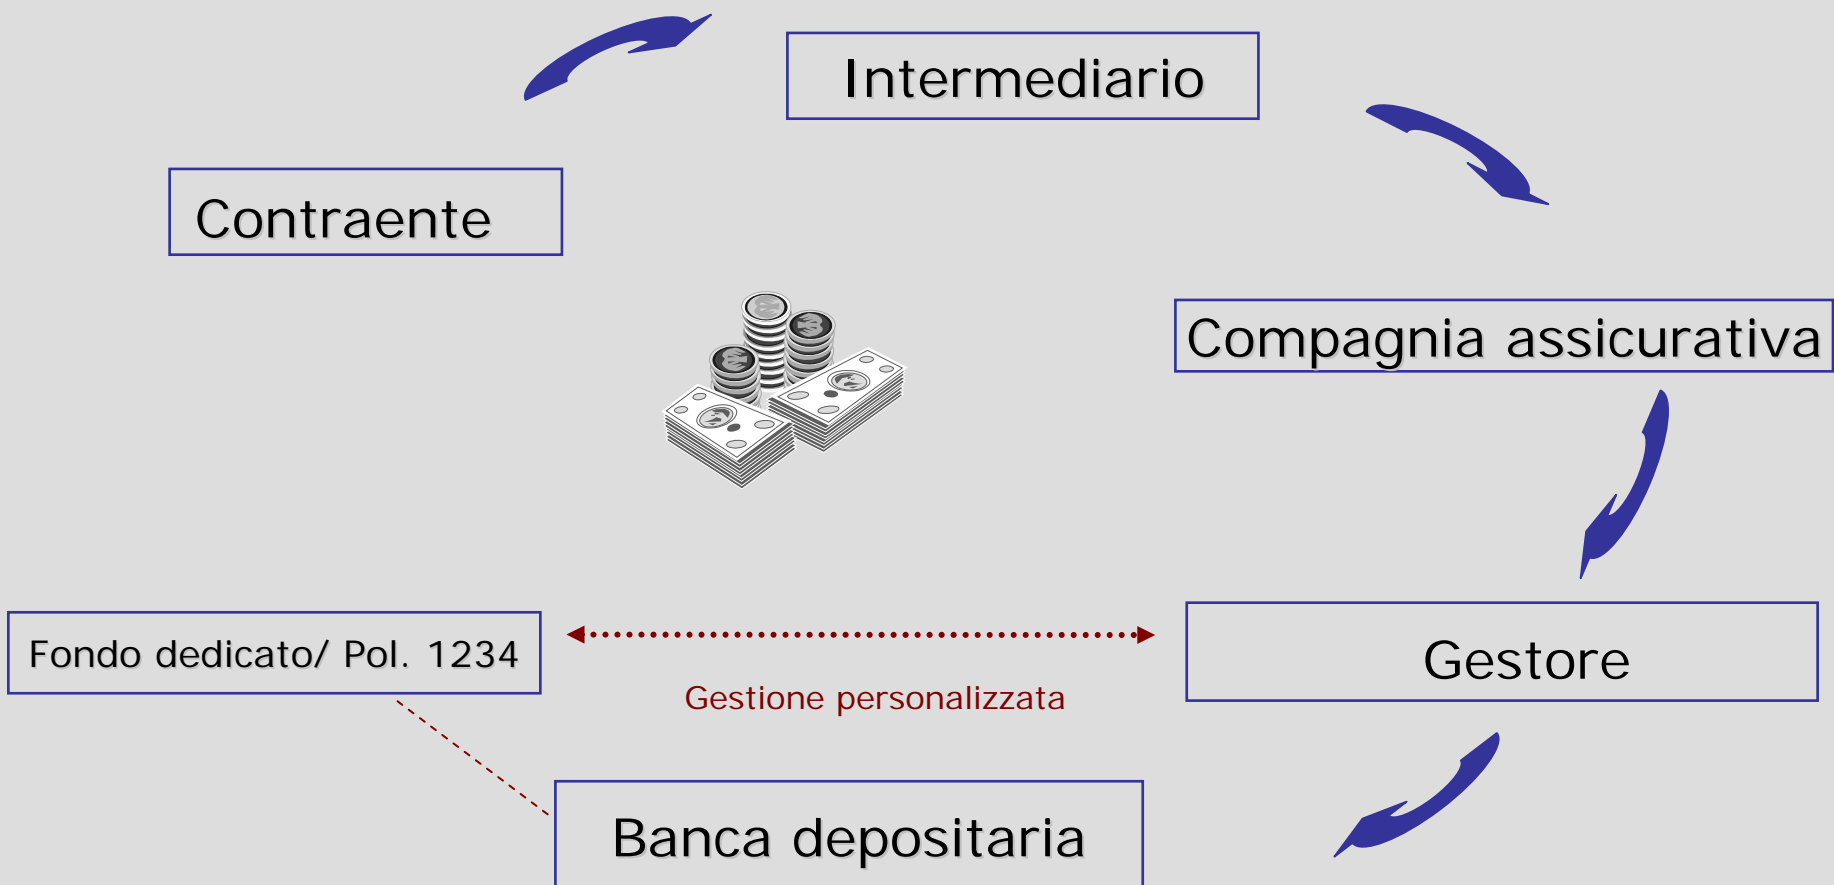 Intermediario
Contraente
Compagnia assicurativa
Fondo dedicato/ Pol. 1234
Gestore
Gestione personalizzata
Banca depositaria